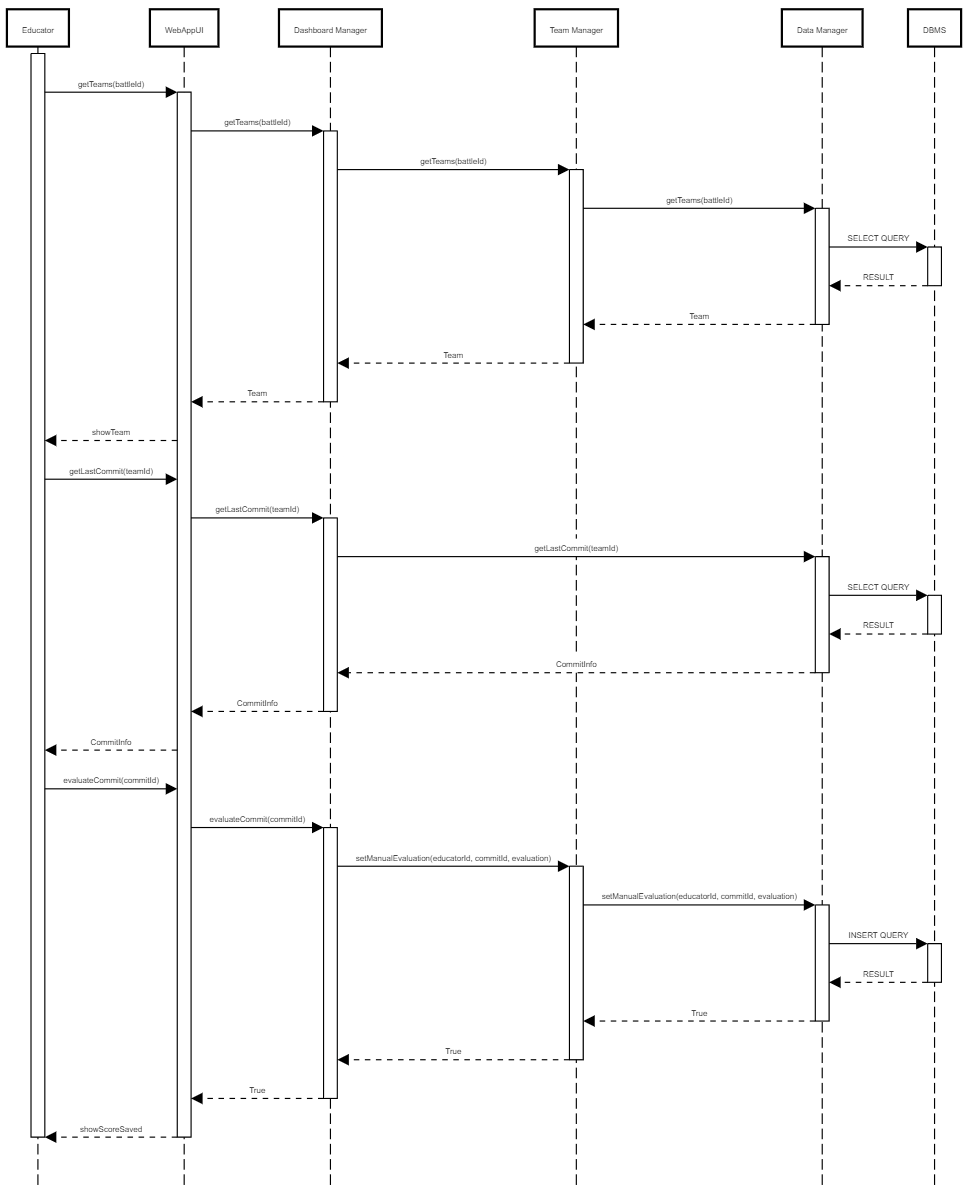 Educator
WebAppUI
Dashboard Manager
Team Manager
Data Manager
DBMS
getTeams(battleId)
getTeams(battleId)
getTeams(battleId)
getTeams(battleId)
SELECT QUERY
RESULT
Team
Team
Team
showTeam
getLastCommit(teamId)
getLastCommit(teamId)
getLastCommit(teamId)
SELECT QUERY
RESULT
CommitInfo
CommitInfo
CommitInfo
evaluateCommit(commitId)
evaluateCommit(commitId)
setManualEvaluation(educatorId, commitId, evaluation)
setManualEvaluation(educatorId, commitId, evaluation)
INSERT QUERY
RESULT
True
True
True
showScoreSaved